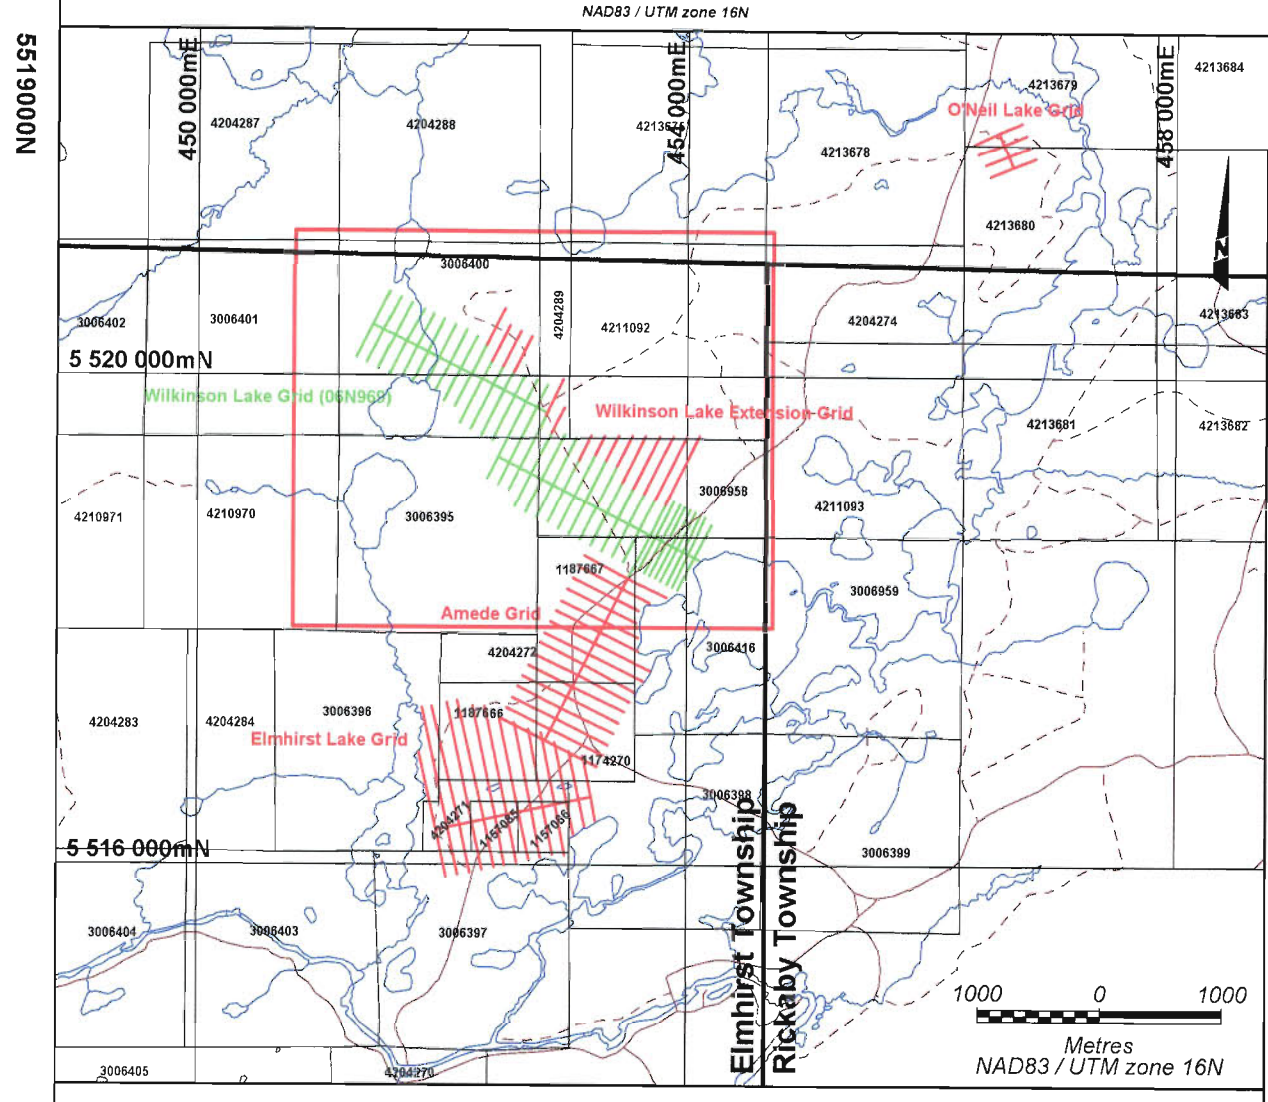 NAD83 / UTM zone 16N
5519000N
450 000mE
454 000mE
458 000mE
4213684
4213679
O'Neil Lake Grid
4204287
4204288
4213678
4213680
N
3006400
3006402
3006401
4204289
4211092
4204274
4213683
5 520 000mN
Wilkinson Lake Grid (06N969)
Wilkinson Lake Extension Grid
4213681
4213682
3006958
4211093
4210971
4210970
3006395
1187667
3006959
Amede Grid
4204272
3006416
4204283
4204284
3006396
1187666
Elmhirst Lake Grid
1174270
3006398
4204271
1157085
1157086
5 516 000mN
3006399
3006404
3006403
3006397
Elmhirst Township
Rickaby Township
1000 0 1000
Metres
NAD83 / UTM zone 16N
3006405
4204270